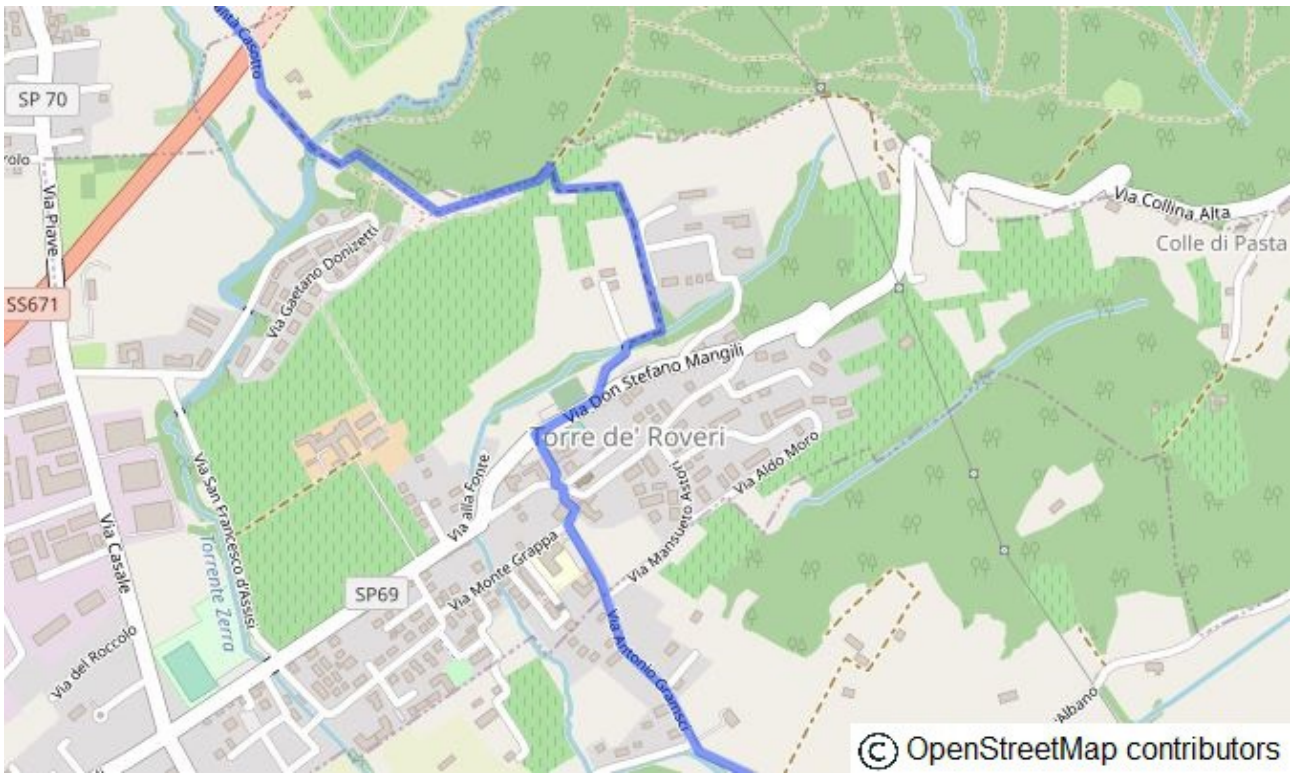 SP 70
Via Piave
SS671
Via Gaetano Donizetti
Via Collina Alta
Colle di Pasta
Via Don Stefano Mangili
Torre de' Roveri
Via alla Fonte
Via Aldo Moro
Via Mansueto Astori
Via San Francesco d'Assisi
Via Casale
Torrente Zerra
Via Monte Grappa
SP69
Via Antonio Gramsci
Via del Roccolo
d'Albano
© OpenStreetMap contributors